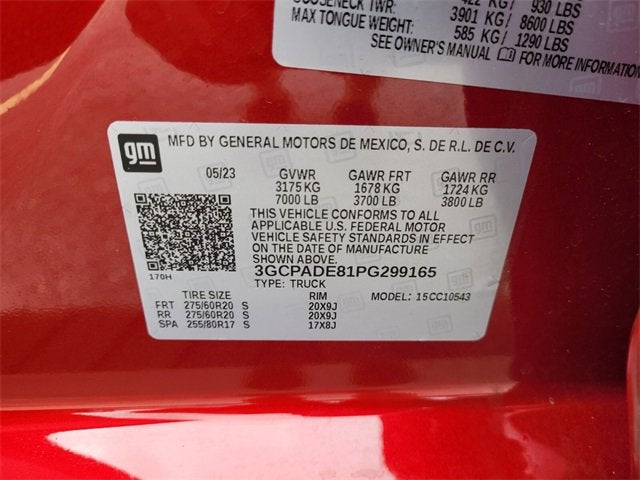 GOOSENECK TWR: 422 KG/ 930 LBS
3901 KG/ 8600 LBS
MAX TONGUE WEIGHT: 585 KG/ 1290 LBS
SEE OWNER'S MANUAL FOR MORE INFORMATION
gm
MFD BY GENERAL MOTORS DE MEXICO, S. DE R.L. DE C.V.
05/23 GVWR GAWR FRT GAWR RR
3175 KG 1678 KG 1724 KG
7000 LB 3700 LB 3800 LB
THIS VEHICLE CONFORMS TO ALL
APPLICABLE U.S. FEDERAL MOTOR
VEHICLE SAFETY STANDARDS IN EFFECT
ON THE DATE OF MANUFACTURE
SHOWN ABOVE.
170H
3GCPADE81PG299165
TYPE: TRUCK MODEL: 15CC10543
TIRE SIZE RIM
FRT 275/60R20 S 20X9J
RR 275/60R20 S 20X9J
SPA 255/80R17 S 17X8J